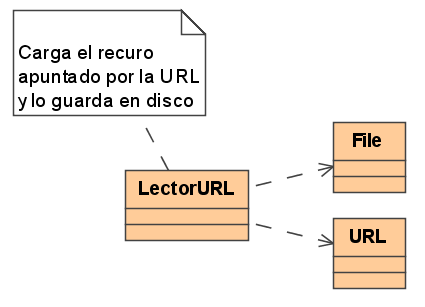 Carga el recuro
apuntado por la URL
y lo guarda en disco
File
LectorURL
URL